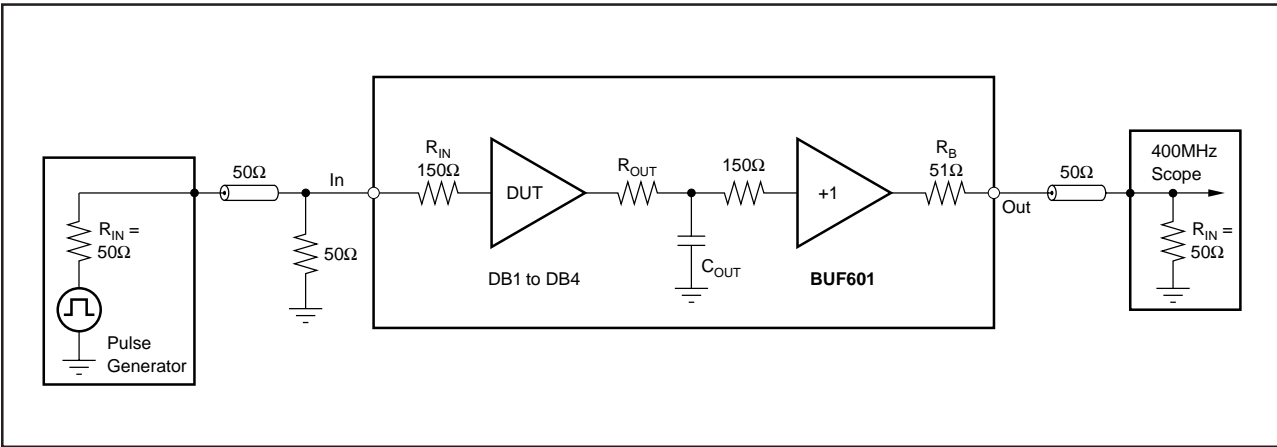 R_IN =
50Ω
Pulse
Generator
50Ω
In
50Ω
R_IN
150Ω
DUT
DB1 to DB4
R_OUT
C_OUT
150Ω
+1
BUF601
R_B
51Ω
Out
50Ω
400MHz
Scope
R_IN =
50Ω